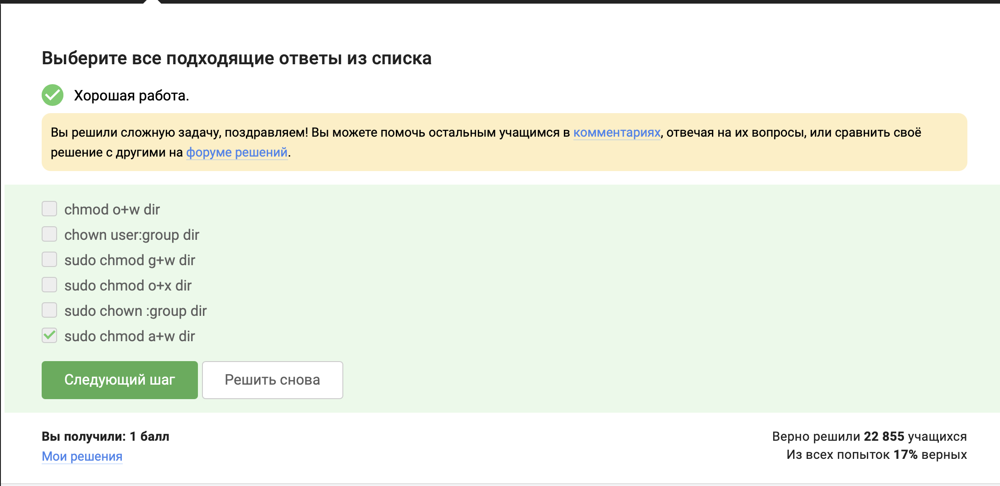 Выберите все подходящие ответы из списка
Хорошая работа.
Вы решили сложную задачу, поздравляем! Вы можете помочь остальным учащимся в комментариях, отвечая на их вопросы, или сравнить своё
решение с другими на форуме решений.
chmod o+w dir
chown user:group dir
sudo chmod g+w dir
sudo chmod o+x dir
sudo chown :group dir
sudo chmod a+w dir
Следующий шаг
Решить снова
Вы получили: 1 балл
Мои решения
Верно решили 22 855 учащихся
Из всех попыток 17% верных